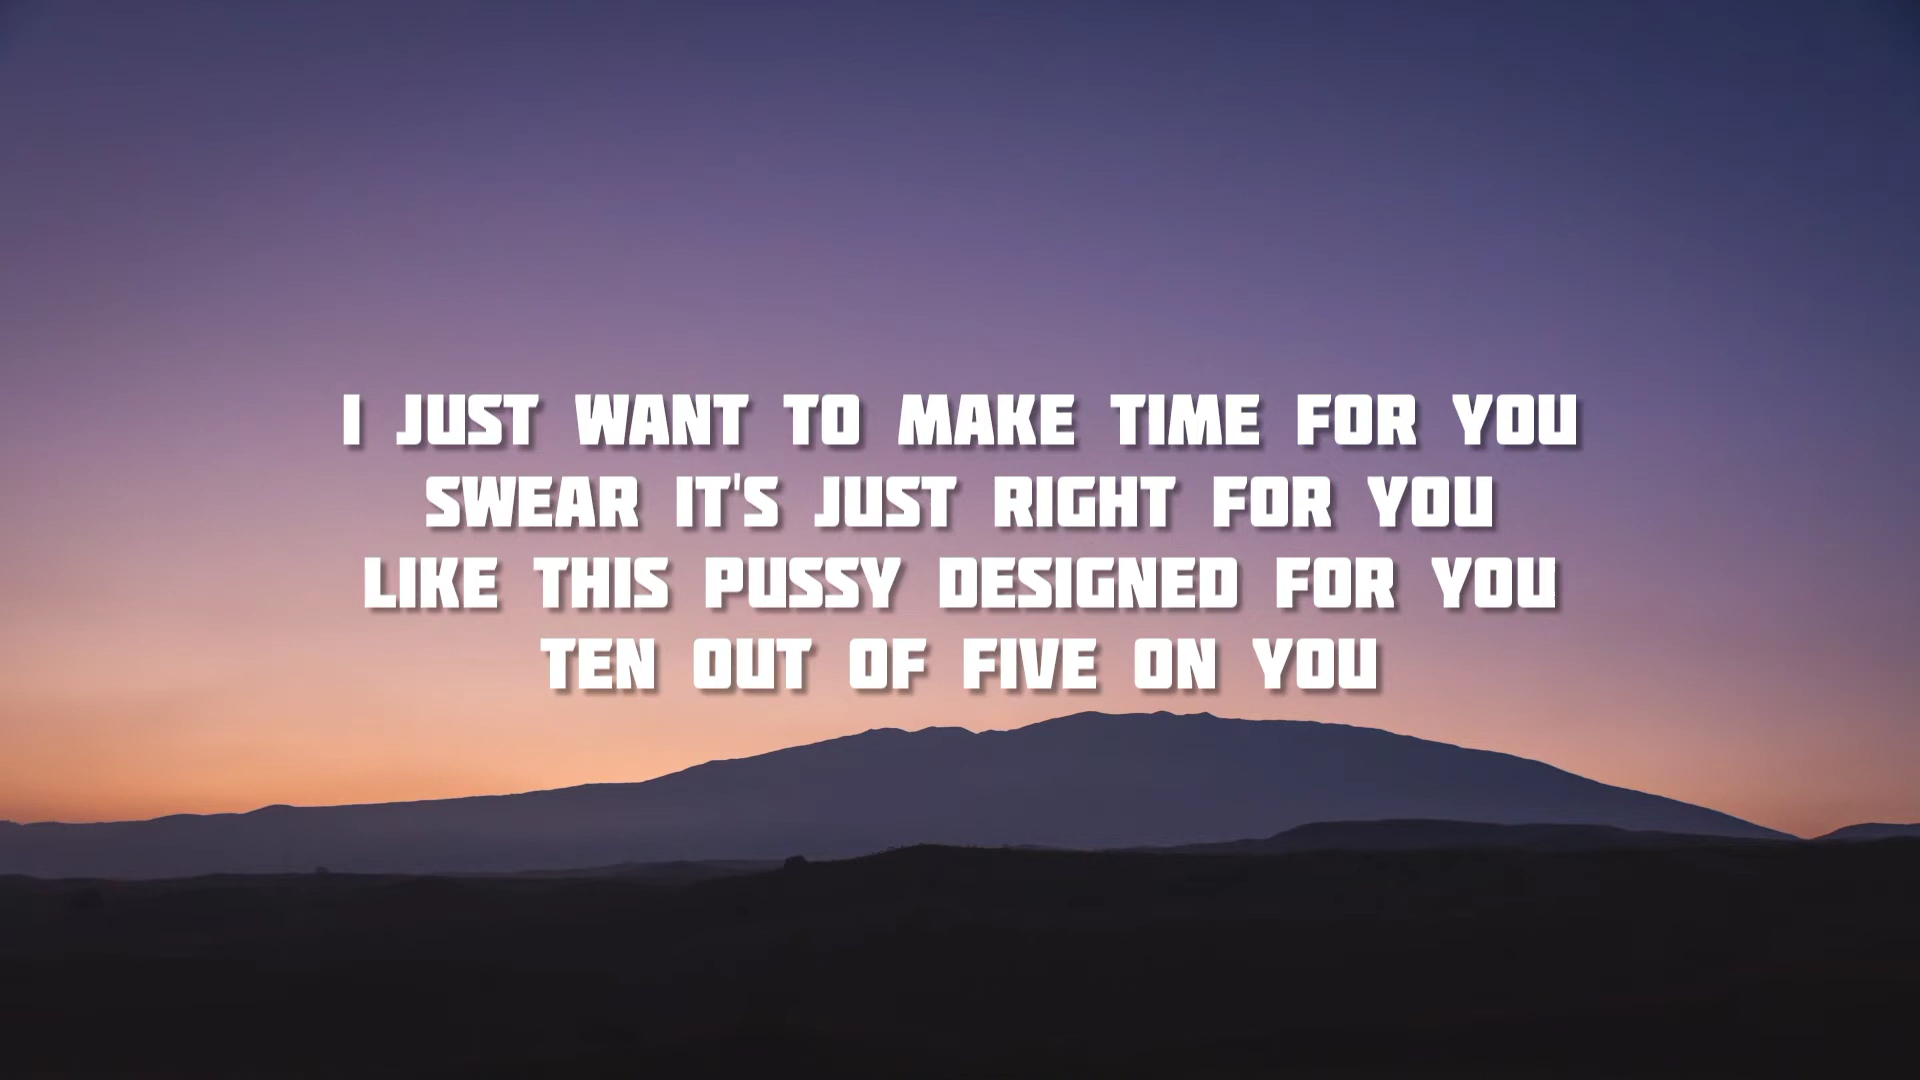 I JUST WANT TO MAKE TIME FOR YOU
SWEAR IT'S JUST RIGHT FOR YOU
LIKE THIS PUSSY DESIGNED FOR YOU
TEN OUT OF FIVE ON YOU